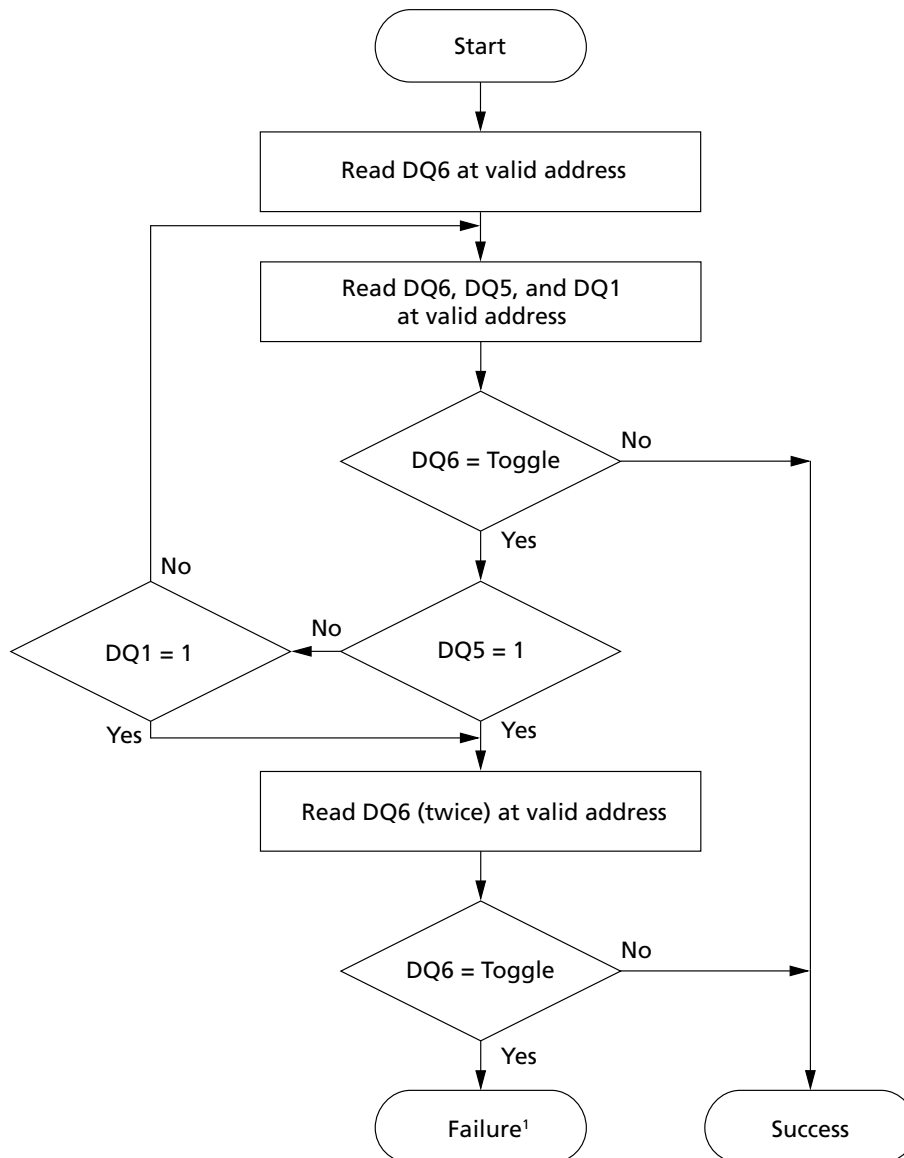 Start
Read DQ6 at valid address
Read DQ6, DQ5, and DQ1
at valid address
DQ6 = Toggle
No
Yes
No
DQ1 = 1
No
DQ5 = 1
Yes
Yes
Read DQ6 (twice) at valid address
DQ6 = Toggle
No
Yes
Failure¹
Success